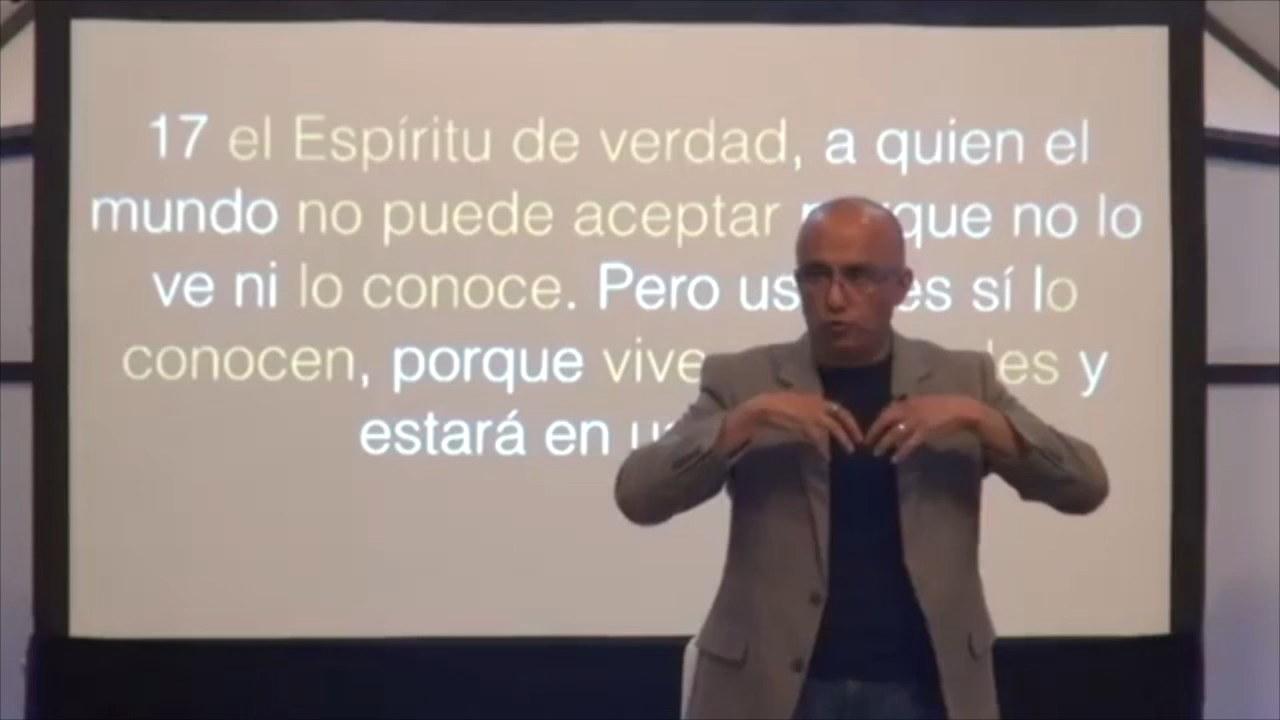 17 el Espíritu de verdad, a quien el
mundo no puede aceptar no lo
ve ni lo conoce. Pero sí lo
conocen, porque y
estará en